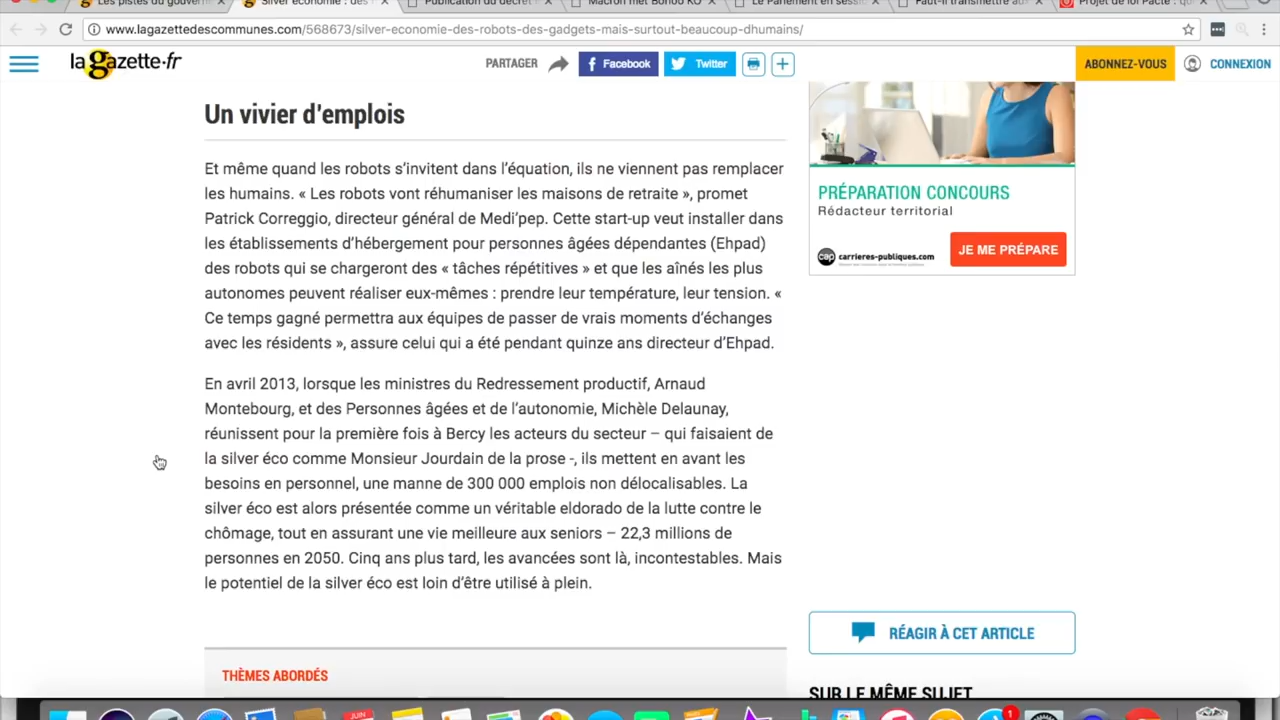 Les pistes du gouverne
Silver économie : des r
Publication du décret
Macron met Bonoo KO
Le Parlement en sessi
Faut-il transmettre au
Projet de loi Pacte : q
www.lagazettedescommunes.com/568673/silver-economie-des-robots-des-gadgets-mais-surtout-beaucoup-dhumains/
la gazette.fr
PARTAGER
Facebook
Twitter
ABONNEZ-VOUS
CONNEXION
Un vivier d’emplois
Et même quand les robots s’invitent dans l’équation, ils ne viennent pas remplacer
les humains. « Les robots vont réhumaniser les maisons de retraite », promet
Patrick Correggio, directeur général de Medi’pep. Cette start-up veut installer dans
les établissements d’hébergement pour personnes âgées dépendantes (Ehpad)
des robots qui se chargeront des « tâches répétitives » et que les aînés les plus
autonomes peuvent réaliser eux-mêmes : prendre leur température, leur tension. «
Ce temps gagné permettra aux équipes de passer de vrais moments d’échanges
avec les résidents », assure celui qui a été pendant quinze ans directeur d’Ehpad.
En avril 2013, lorsque les ministres du Redressement productif, Arnaud
Montebourg, et des Personnes âgées et de l’autonomie, Michèle Delaunay,
réunissent pour la première fois à Bercy les acteurs du secteur – qui faisaient de
la silver éco comme Monsieur Jourdain de la prose -, ils mettent en avant les
besoins en personnel, une manne de 300 000 emplois non délocalisables. La
silver éco est alors présentée comme un véritable eldorado de la lutte contre le
chômage, tout en assurant une vie meilleure aux seniors – 22,3 millions de
personnes en 2050. Cinq ans plus tard, les avancées sont là, incontestables. Mais
le potentiel de la silver éco est loin d’être utilisé à plein.
THÈMES ABORDÉS
PRÉPARATION CONCOURS
Rédacteur territorial
cap carrieres-publiques.com
JE ME PRÉPARE
RÉAGIR À CET ARTICLE
SUR LE MÊME SUJET
JUIN
1